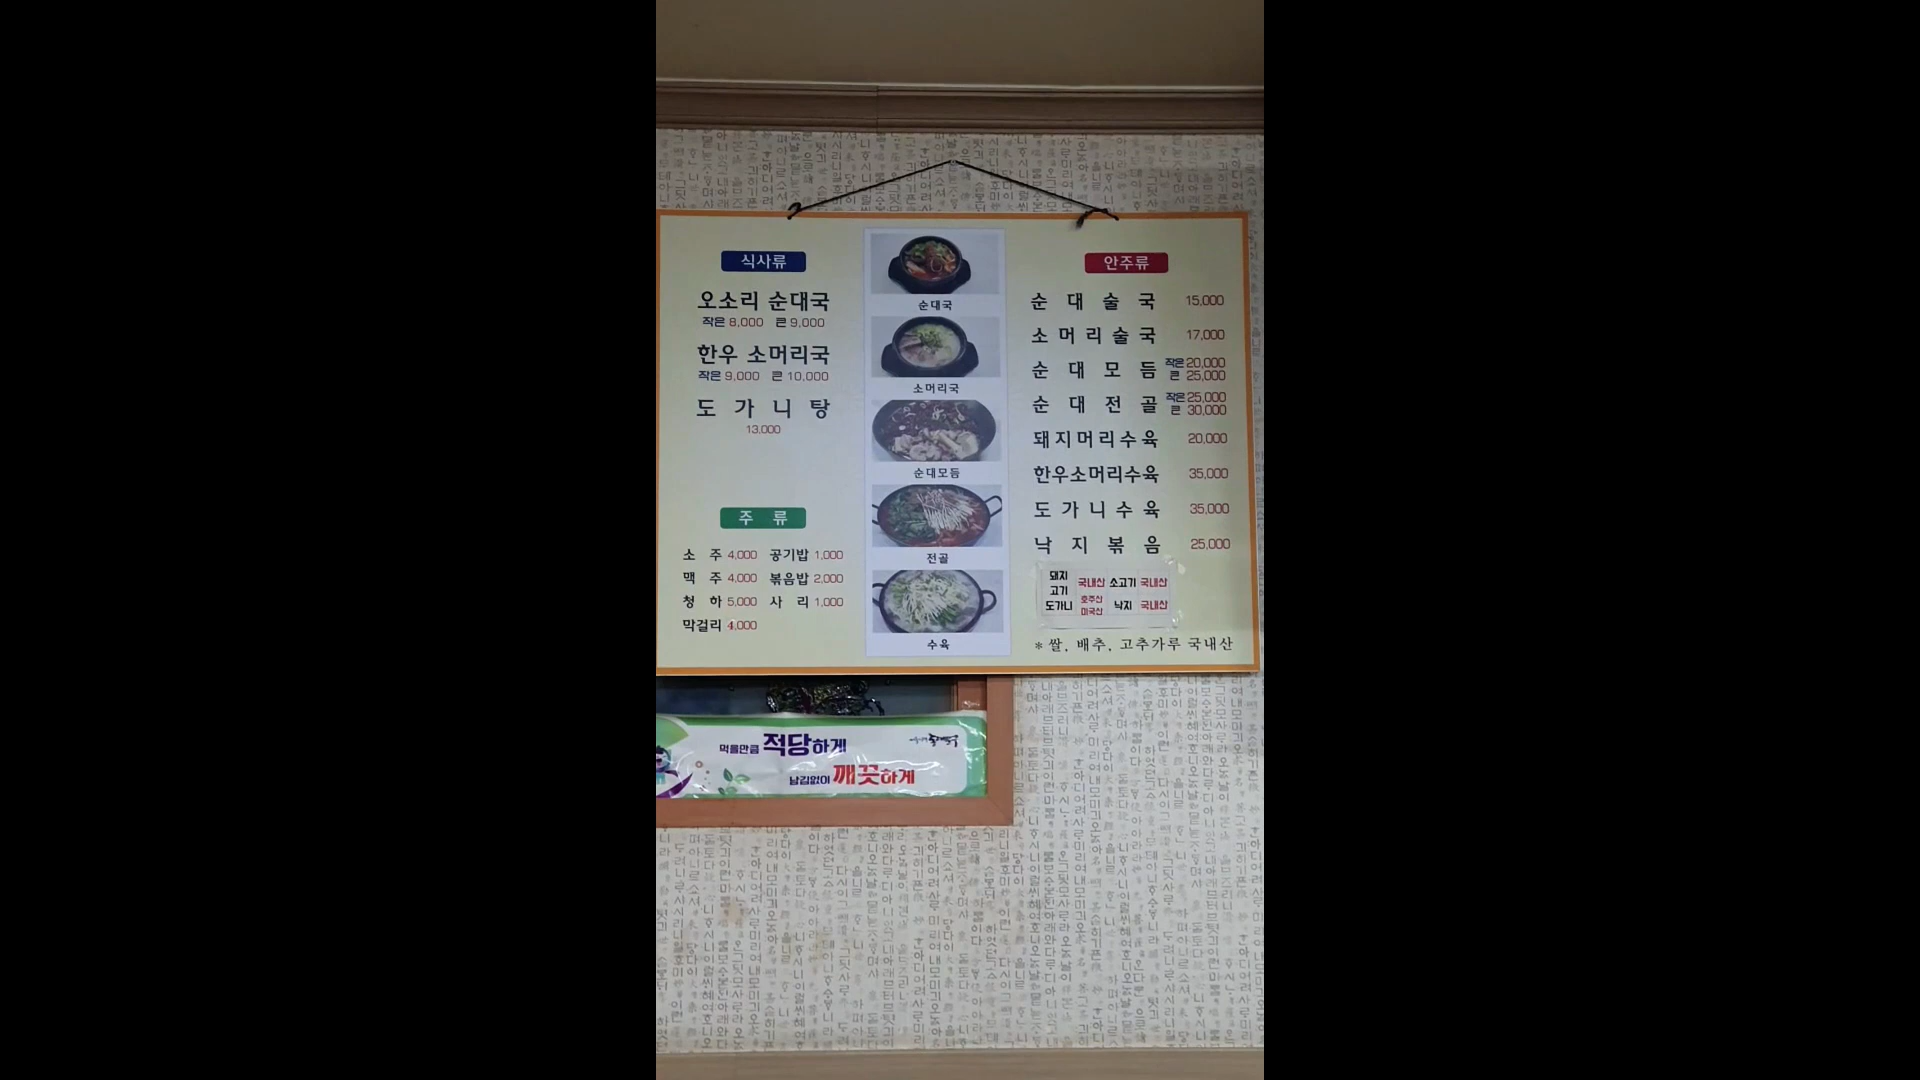 식사류
오소리 순대국
작은 8,000 큰 9,000
한우 소머리국
작은 9,000 큰 10,000
도 가 니 탕
13,000
주 류
소 주 4,000 공기밥 1,000
맥 주 4,000 볶음밥 2,000
청 하 5,000 사 리 1,000
막걸리 4,000
순대국
소머리국
순대모듬
전골
수육
안주류
순 대 술 국 15,000
소 머 리 술 국 17,000
순 대 모 듬 작은 20,000
큰 25,000
순 대 전 골 작은 25,000
큰 30,000
돼지머리수육 20,000
한우소머리수육 35,000
도 가 니 수 육 35,000
낙 지 볶 음 25,000
돼지고기 국내산 소고기 국내산
도가니 호주산 미국산 낙지 국내산
* 쌀, 배추, 고추가루 국내산
먹을만큼 적당하게
남김없이 깨끗하게